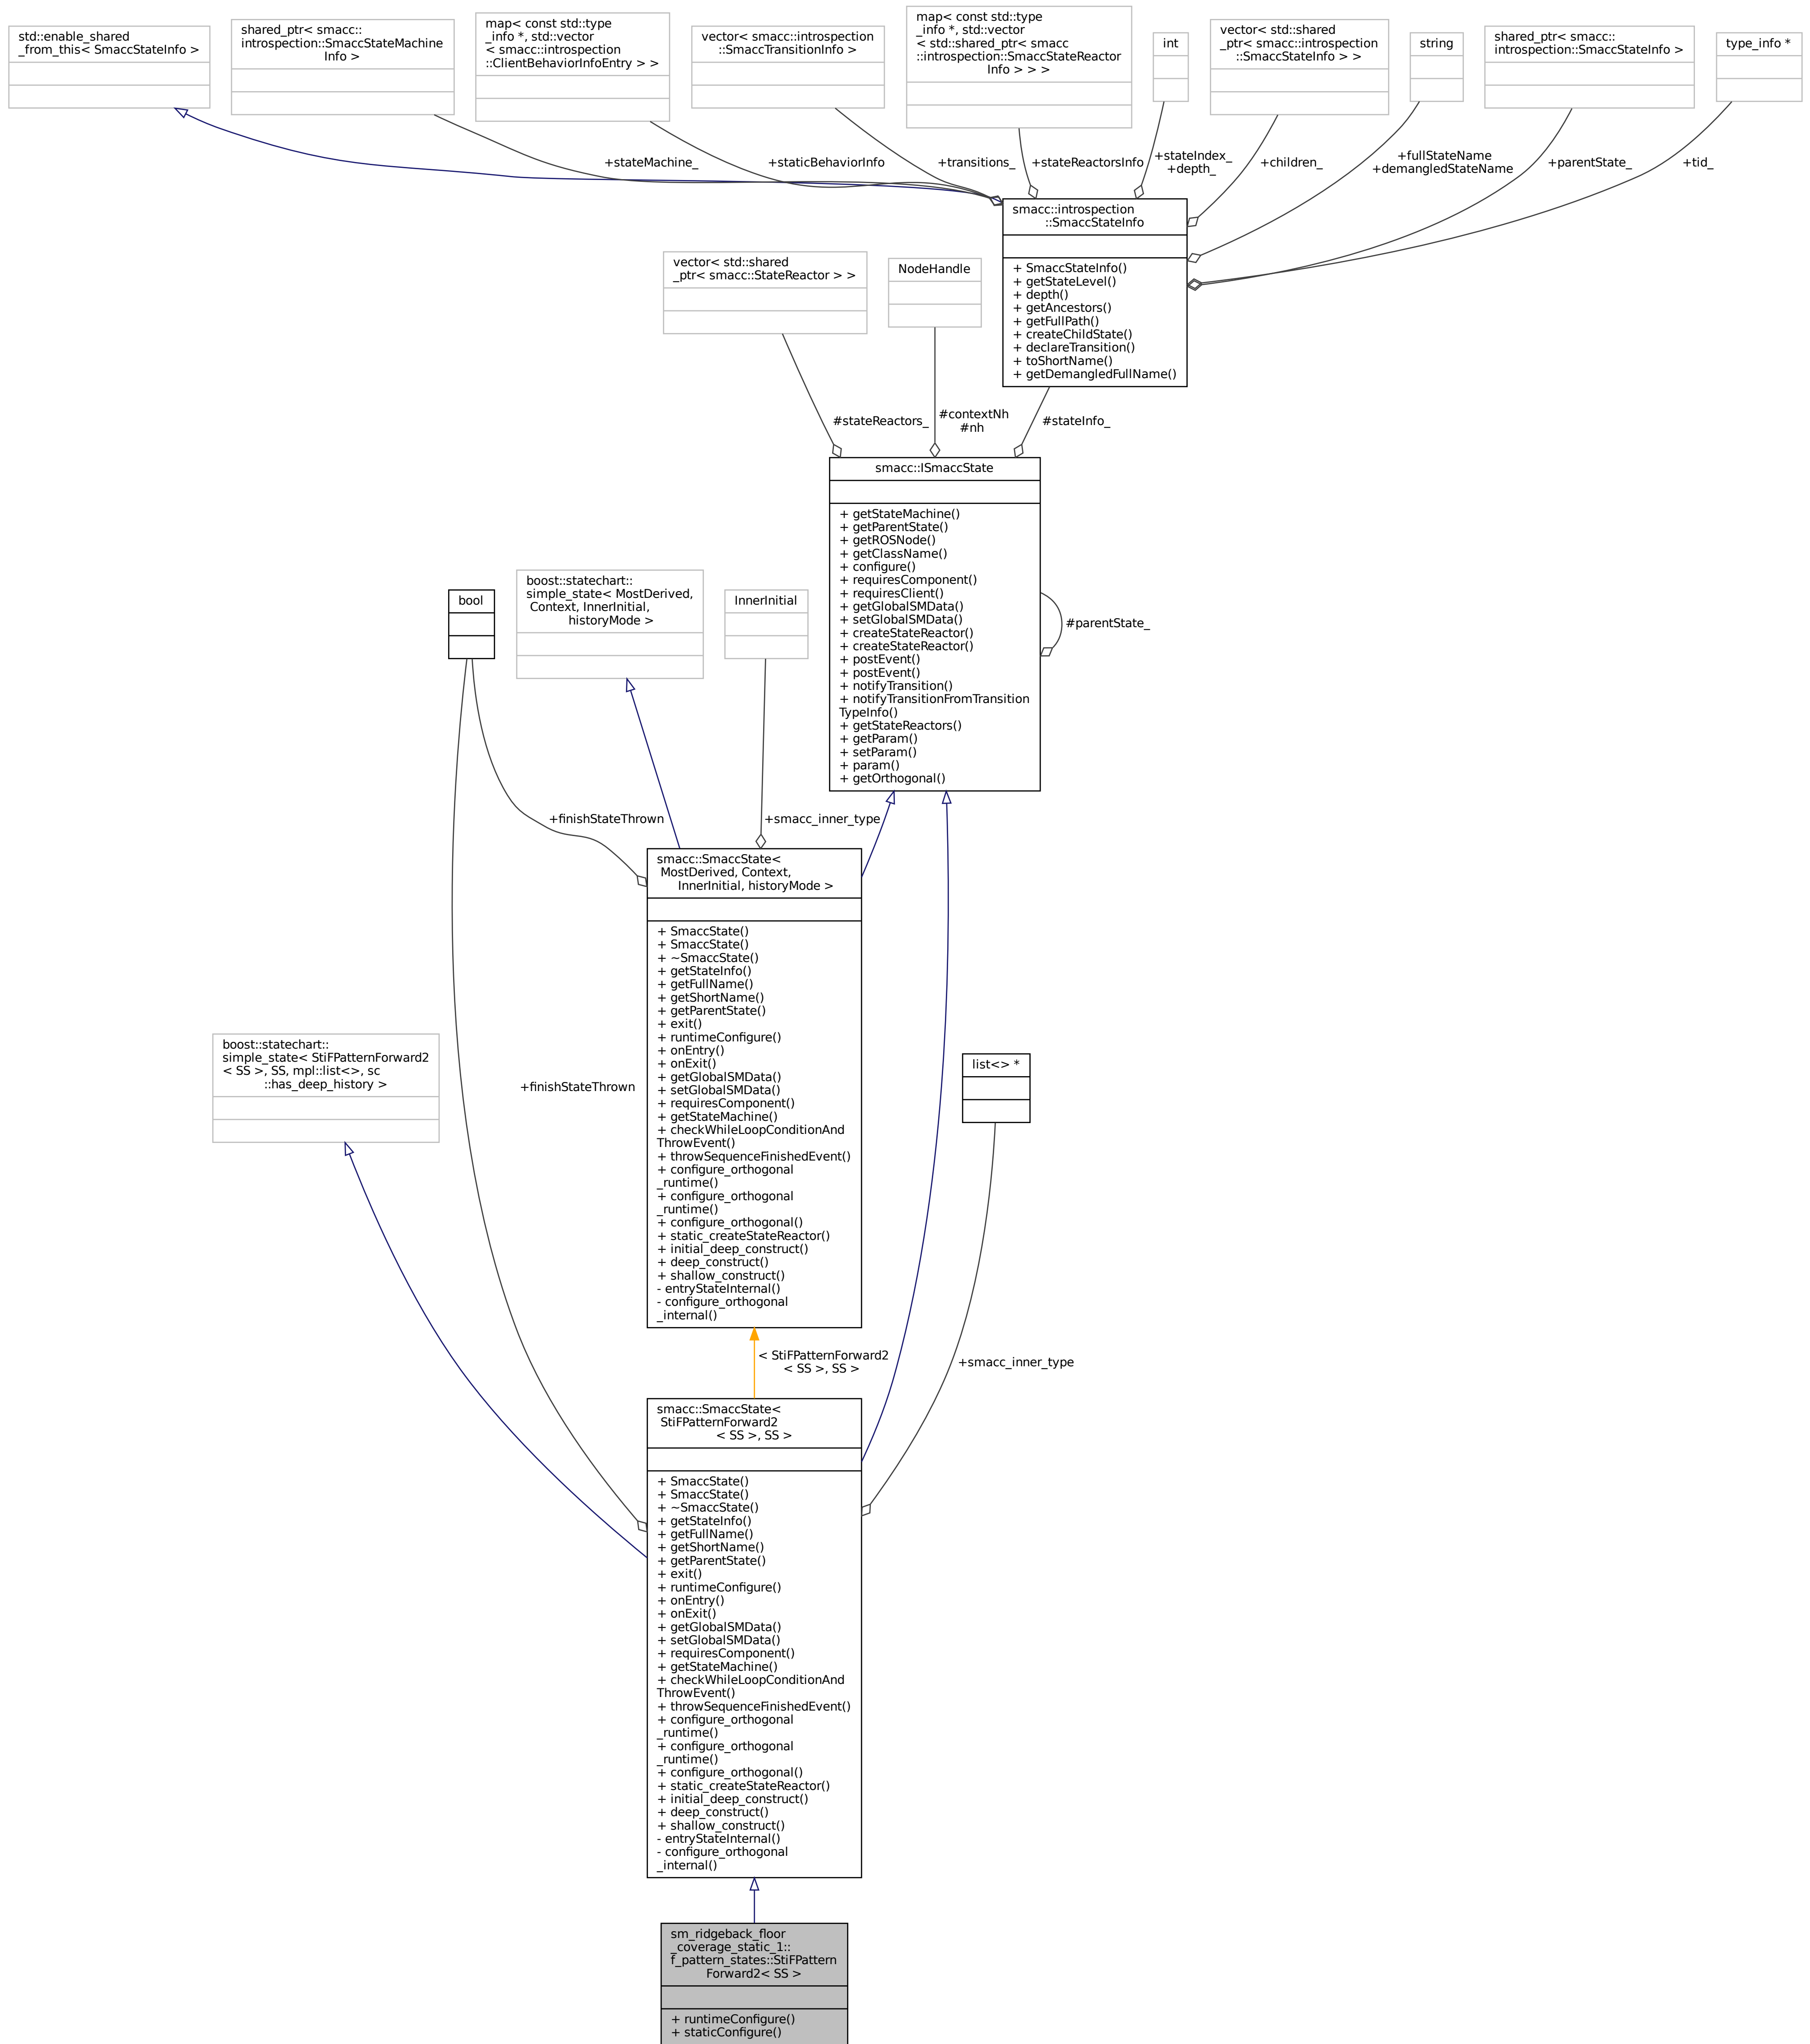 std::enable_shared
_from_this< SmaccStateInfo >
shared_ptr< smacc::
introspection::SmaccStateMachine
Info >
map< const std::type
_info *, std::vector
< smacc::introspection
::ClientBehaviorInfoEntry > >
vector< smacc::introspection
::SmaccTransitionInfo >
map< const std::type
_info *, std::vector
< std::shared_ptr< smacc
::introspection::SmaccStateReactor
Info > > >
int
vector< std::shared
_ptr< smacc::introspection
::SmaccStateInfo > >
string
shared_ptr< smacc::
introspection::SmaccStateInfo >
type_info *
+stateMachine_
+staticBehaviorInfo
+transitions_
+stateReactorsInfo
+stateIndex_
+depth_
+children_
+fullStateName
+demangledStateName
+parentState_
+tid_
smacc::introspection
::SmaccStateInfo
+ SmaccStateInfo()
+ getStateLevel()
+ depth()
+ getAncestors()
+ getFullPath()
+ createChildState()
+ declareTransition()
+ toShortName()
+ getDemangledFullName()
vector< std::shared
_ptr< smacc::StateReactor > >
NodeHandle
#stateReactors_
#contextNh
#nh
#stateInfo_
smacc::ISmaccState
+ getStateMachine()
+ getParentState()
+ getROSNode()
+ getClassName()
+ configure()
+ requiresComponent()
+ requiresClient()
+ getGlobalSMData()
+ setGlobalSMData()
+ createStateReactor()
+ createStateReactor()
+ postEvent()
+ postEvent()
+ notifyTransition()
+ notifyTransitionFromTransition
TypeInfo()
+ getStateReactors()
+ getParam()
+ setParam()
+ param()
+ getOrthogonal()
#parentState_
bool
boost::statechart::
simple_state< MostDerived,
Context, InnerInitial,
historyMode >
InnerInitial
+finishStateThrown
+smacc_inner_type
smacc::SmaccState<
MostDerived, Context,
InnerInitial, historyMode >
+ SmaccState()
+ SmaccState()
+ ~SmaccState()
+ getStateInfo()
+ getFullName()
+ getShortName()
+ getParentState()
+ exit()
+ runtimeConfigure()
+ onEntry()
+ onExit()
+ getGlobalSMData()
+ setGlobalSMData()
+ requiresComponent()
+ getStateMachine()
+ checkWhileLoopConditionAnd
ThrowEvent()
+ throwSequenceFinishedEvent()
+ configure_orthogonal
_runtime()
+ configure_orthogonal
_runtime()
+ configure_orthogonal()
+ static_createStateReactor()
+ initial_deep_construct()
+ deep_construct()
+ shallow_construct()
- entryStateInternal()
- configure_orthogonal
_internal()
boost::statechart::
simple_state< StiFPatternForward2
< SS >, SS, mpl::list<>, sc
::has_deep_history >
+finishStateThrown
list<> *
< StiFPatternForward2
< SS >, SS >
+smacc_inner_type
smacc::SmaccState<
StiFPatternForward2
< SS >, SS >
+ SmaccState()
+ SmaccState()
+ ~SmaccState()
+ getStateInfo()
+ getFullName()
+ getShortName()
+ getParentState()
+ exit()
+ runtimeConfigure()
+ onEntry()
+ onExit()
+ getGlobalSMData()
+ setGlobalSMData()
+ requiresComponent()
+ getStateMachine()
+ checkWhileLoopConditionAnd
ThrowEvent()
+ throwSequenceFinishedEvent()
+ configure_orthogonal
_runtime()
+ configure_orthogonal
_runtime()
+ configure_orthogonal()
+ static_createStateReactor()
+ initial_deep_construct()
+ deep_construct()
+ shallow_construct()
- entryStateInternal()
- configure_orthogonal
_internal()
sm_ridgeback_floor
_coverage_static_1::
f_pattern_states::StiFPattern
Forward2< SS >
+ runtimeConfigure()
+ staticConfigure()